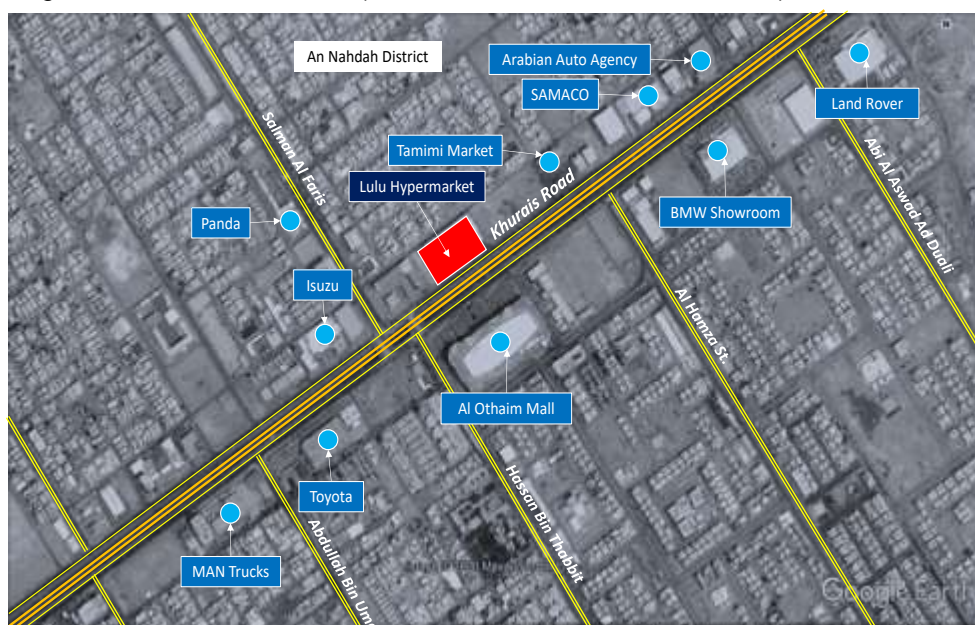 An Nahdah District
Arabian Auto Agency
SAMACO
Land Rover
Salman Al Faris
Tamimi Market
Lulu Hypermarket
Khurais Road
Abi Al Aswad Ad Duali
Panda
BMW Showroom
Isuzu
Al Hamza St.
Al Othaim Mall
Toyota
Hassan Bin Thabbit
Abdullah Bin Uma
MAN Trucks
Google Earth